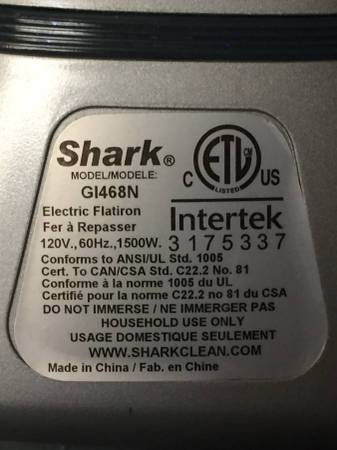 Shark®
MODEL/MODELE:
GI468N
Electric Flatiron
Fer à Repasser
120V.,60Hz.,1500W.
C ETL CM US
LISTED
Intertek
3175337
Conforms to ANSI/UL Std. 1005
Cert. To CAN/CSA Std. C22.2 No. 81
Conforme à la norme 1005 du UL
Certifié pour la norme C22.2 no 81 du CSA
DO NOT IMMERSE / NE IMMERGER PAS
HOUSEHOLD USE ONLY
USAGE DOMESTIQUE SEULEMENT
WWW.SHARKCLEAN.COM
Made in China / Fab. en Chine